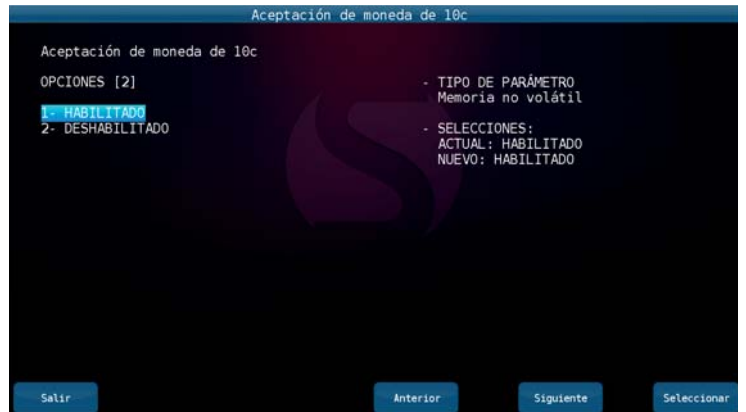 Aceptación de moneda de 10c
Aceptación de moneda de 10c
OPCIONES [2]
1- HABILITADO
2- DESHABILITADO
- TIPO DE PARÁMETRO
Memoria no volátil
- SELECCIONES:
ACTUAL: HABILITADO
NUEVO: HABILITADO
Salir
Anterior
Siguiente
Seleccionar